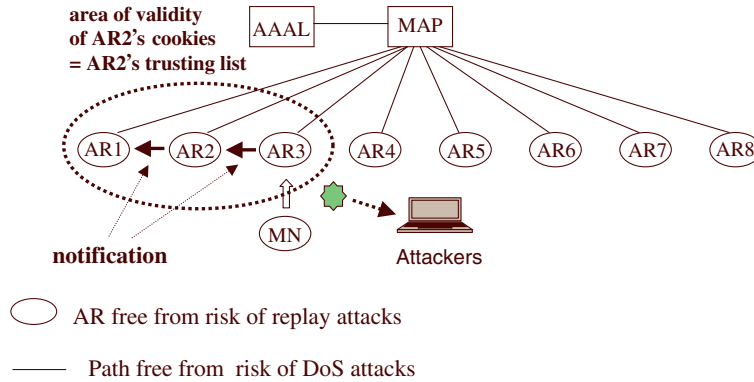 area of validity
of AR2's cookies
= AR2's trusting list
AAAL
MAP
AR1
AR2
AR3
AR4
AR5
AR6
AR7
AR8
MN
notification
Attackers
AR free from risk of replay attacks
Path free from risk of DoS attacks